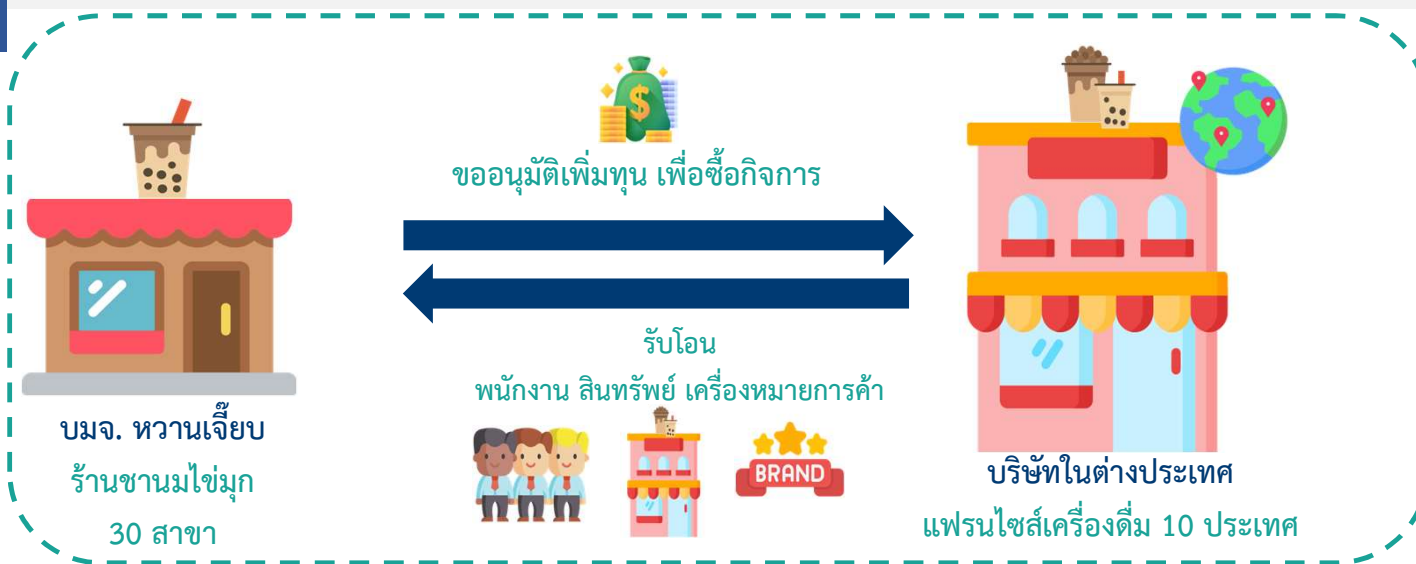 ขออนุมัติเพิ่มทุน เพื่อซื้อกิจการ
รับโอน
พนักงาน สินทรัพย์ เครื่องหมายการค้า
BRAND
บมจ. หวานเจี๊ยบ
ร้านชานมไข่มุก
30 สาขา
บริษัทในต่างประเทศ
แฟรนไชส์เครื่องดื่ม 10 ประเทศ